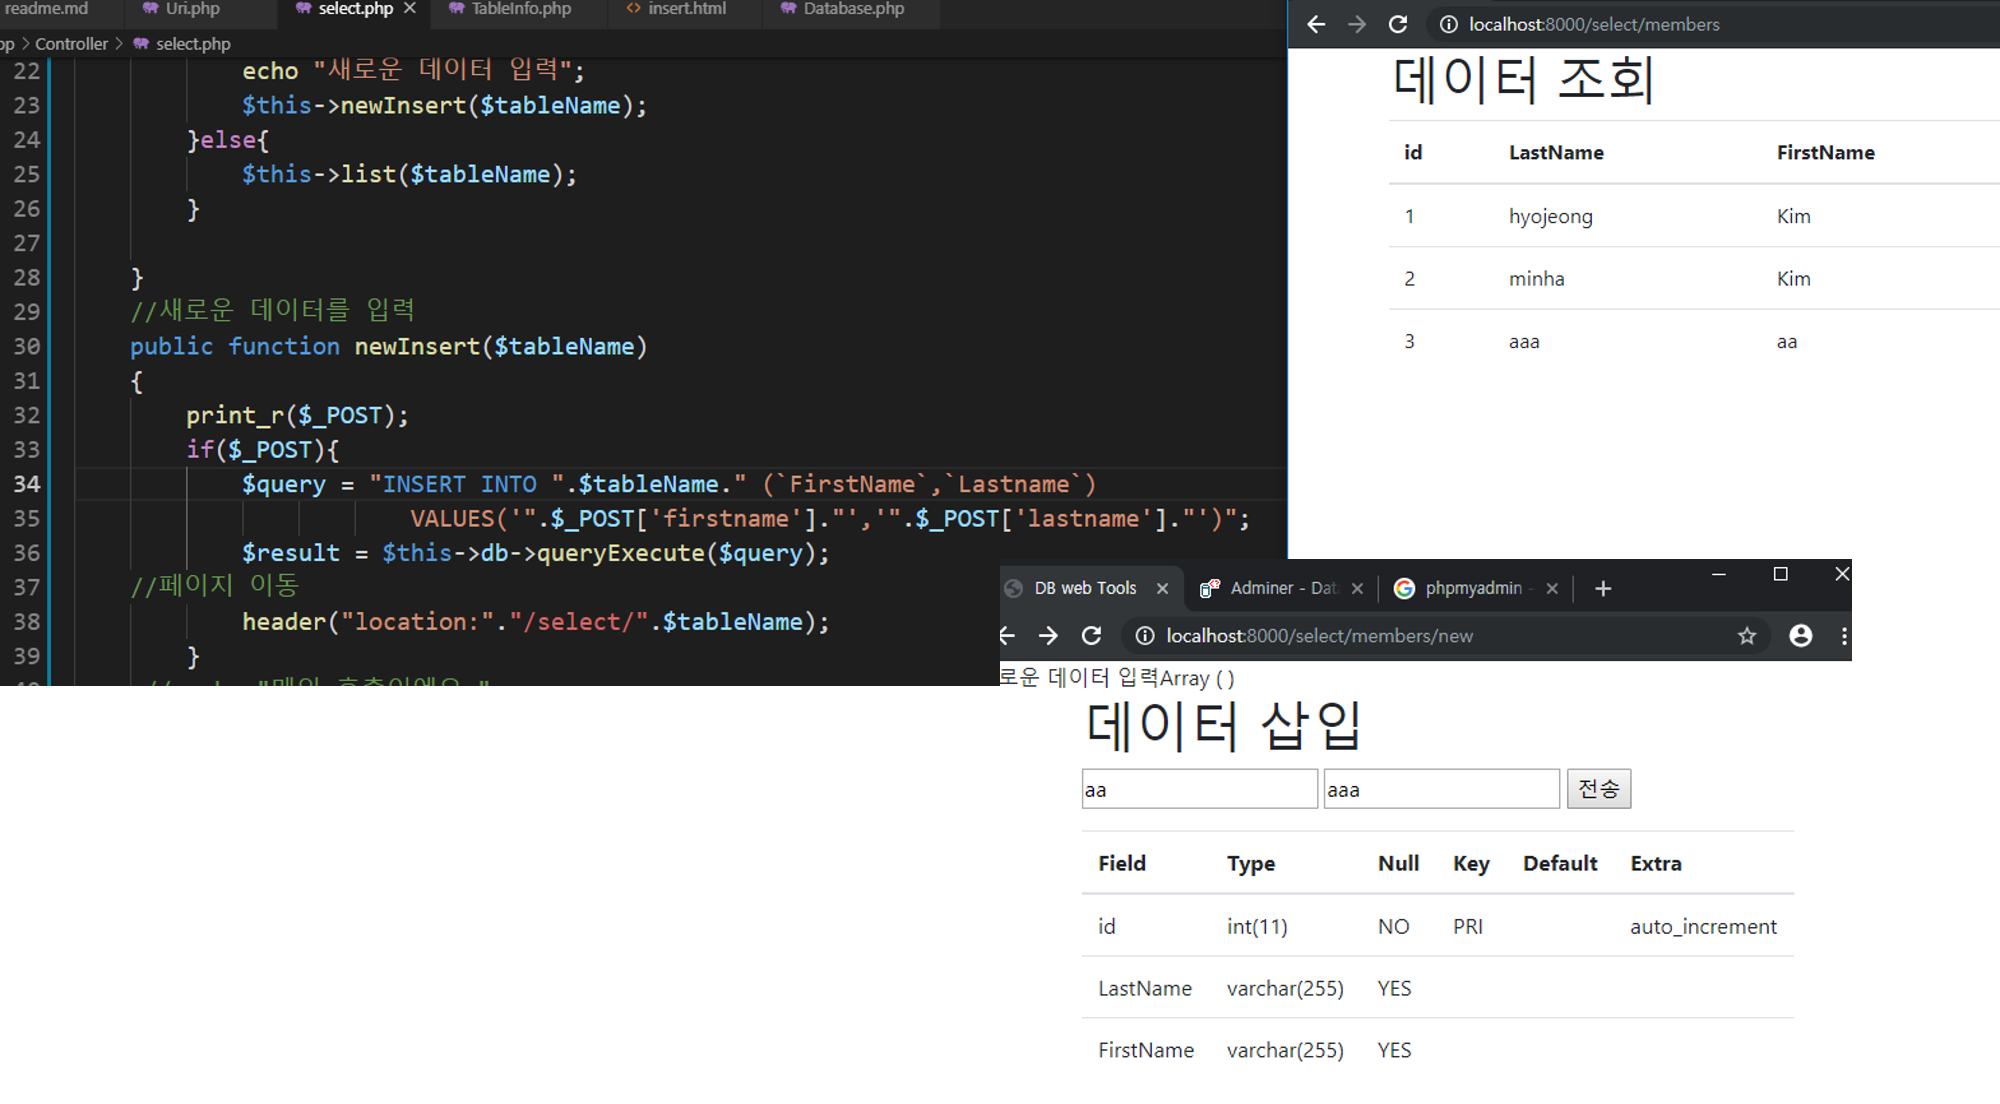 readme.md Uri.php select.php TableInfo.php insert.html Database.php
Controller > select.php
22 echo "새로운 데이터 입력";
23 $this->newInsert($tableName);
24 }else{
25 $this->list($tableName);
26 }
27
28 }
29 //새로운 데이터를 입력
30 public function newInsert($tableName)
31 {
32 print_r($_POST);
33 if($_POST){
34 $query = "INSERT INTO ".$tableName." (`FirstName`,`Lastname`)
35 VALUES('".$_POST['firstname']."','".$_POST['lastname']."')";
36 $result = $this->db->queryExecute($query);
37 //페이지 이동
38 header("location:"."/select/".$tableName);
39 }
localhost:8000/select/members
데이터 조회
id LastName FirstName
1 hyojeong Kim
2 minha Kim
3 aaa aa
DB web Tools Adminer - Dat phpmyadmin -
localhost:8000/select/members/new
로운 데이터 입력Array ( )
데이터 삽입
aa aaa 전송
Field Type Null Key Default Extra
id int(11) NO PRI auto_increment
LastName varchar(255) YES
FirstName varchar(255) YES